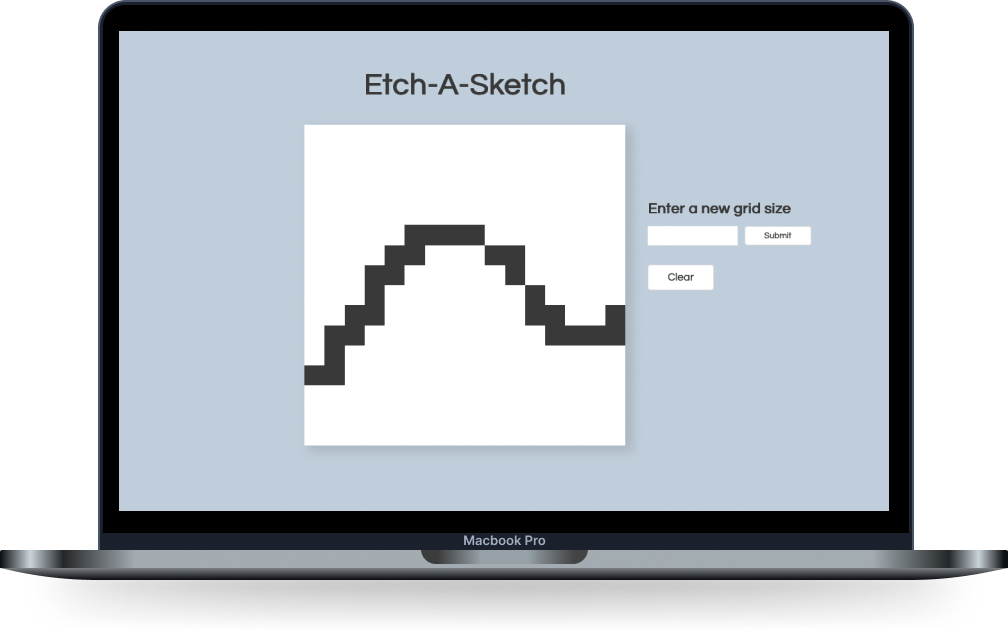 Etch-A-Sketch
Enter a new grid size
Submit
Clear
Macbook Pro